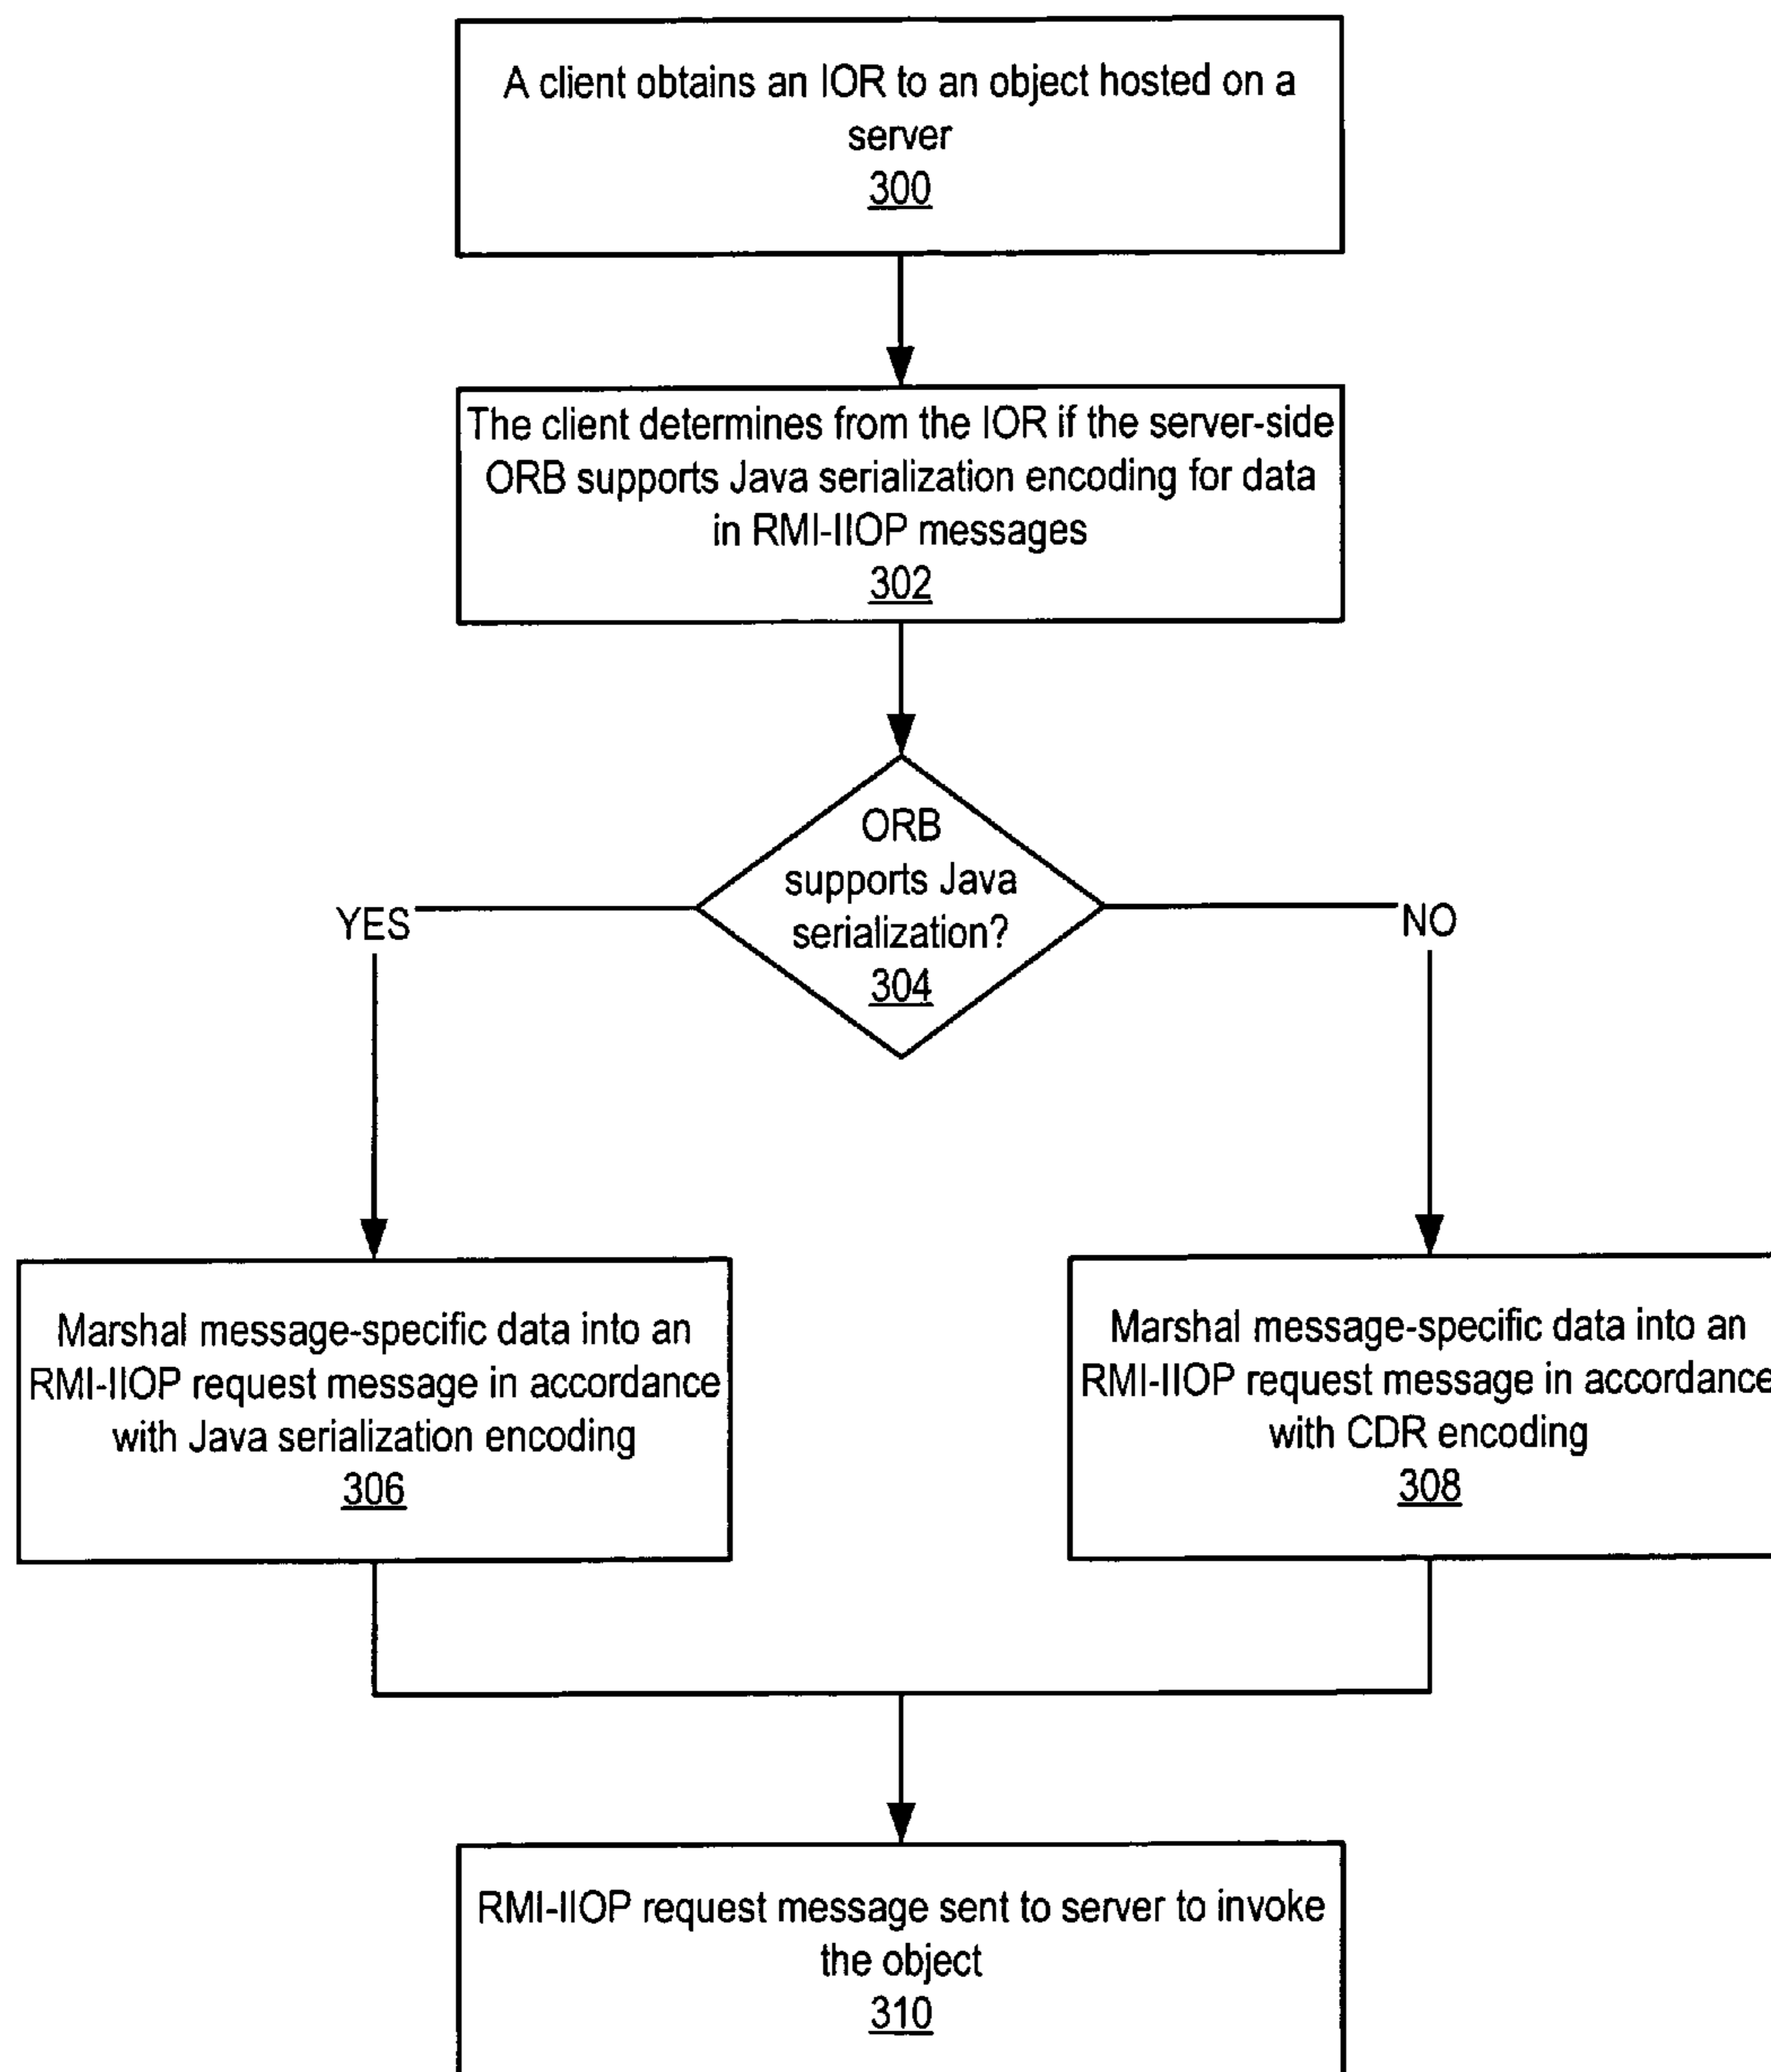 A client obtains an IOR to an object hosted on a
server
300
The client determines from the IOR if the server-side
ORB supports Java serialization encoding for data
in RMI-IIOP messages
302
ORB
supports Java
serialization?
304
YES
NO
Marshal message-specific data into an
RMI-IIOP request message in accordance
with Java serialization encoding
306
Marshal message-specific data into an
RMI-IIOP request message in accordance
with CDR encoding
308
RMI-IIOP request message sent to server to invoke
the object
310